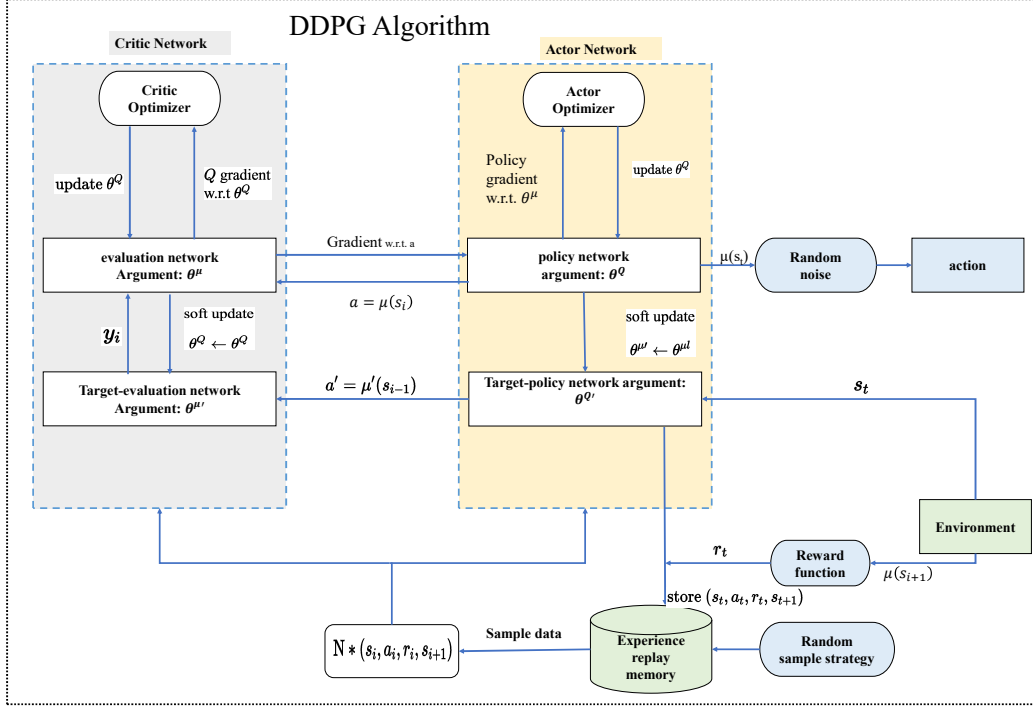 DDPG Algorithm
Critic Network
Actor Network
Critic
Optimizer
Actor
Optimizer
update θ^Q
Q gradient
w.r.t θ^Q
Policy
gradient
w.r.t. θ^μ
update θ^Q
evaluation network
Argument: θ^μ
Gradient w.r.t. a
policy network
argument: θ^Q
μ(s_t)
Random
noise
action
a = μ(s_i)
y_i
soft update
θ^Q ← θ^Q
soft update
θ^μ′ ← θ^μl
Target-evaluation network
Argument: θ^μ′
a′ = μ′(s_{i−1})
Target-policy network argument:
θ^Q′
s_t
Environment
r_t
Reward
function
μ(s_{i+1})
store (s_t, a_t, r_t, s_{t+1})
N * (s_i, a_i, r_i, s_{i+1})
Sample data
Experience
replay
memory
Random
sample strategy